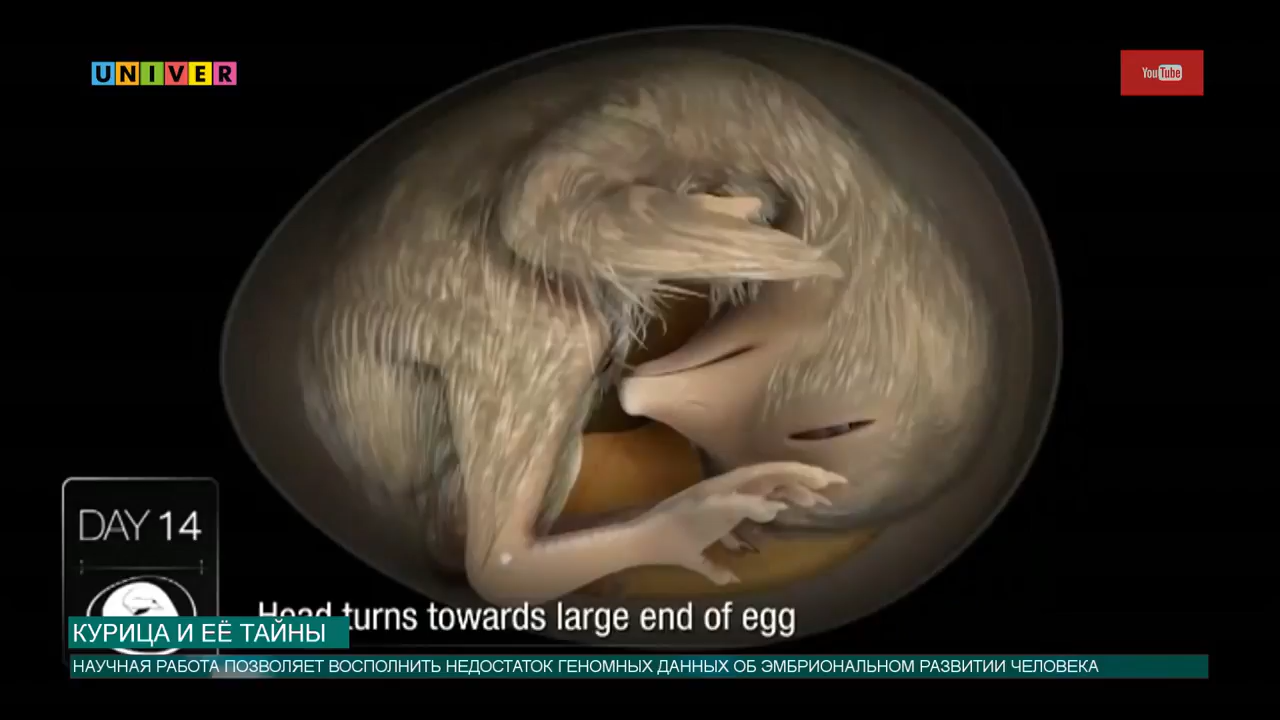 UNIVER
YouTube
DAY 14
Head turns towards large end of egg
КУРИЦА И ЕЁ ТАЙНЫ
НАУЧНАЯ РАБОТА ПОЗВОЛЯЕТ ВОСПОЛНИТЬ НЕДОСТАТОК ГЕНОМНЫХ ДАННЫХ ОБ ЭМБРИОНАЛЬНОМ РАЗВИТИИ ЧЕЛОВЕКА